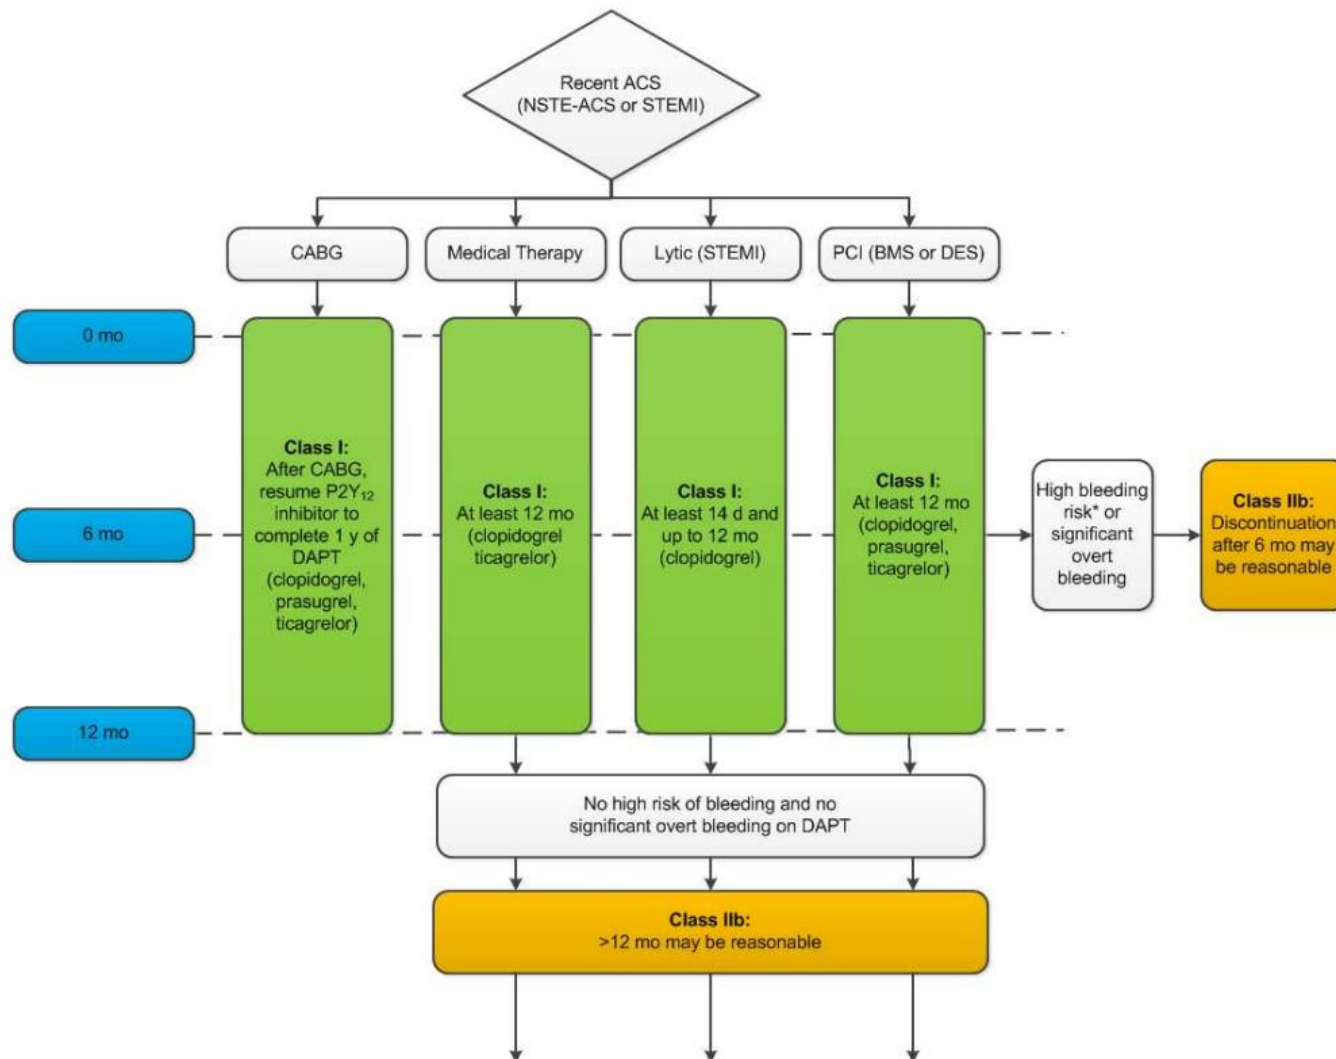 Recent ACS
(NSTE-ACS or STEMI)
CABG
Medical Therapy
Lytic (STEMI)
PCI (BMS or DES)
0 mo
6 mo
12 mo
Class I:
After CABG,
resume P2Y₁₂
inhibitor to
complete 1 y of
DAPT
(clopidogrel,
prasugrel,
ticagrelor)
Class I:
At least 12 mo
(clopidogrel
ticagrelor)
Class I:
At least 14 d and
up to 12 mo
(clopidogrel)
Class I:
At least 12 mo
(clopidogrel,
prasugrel,
ticagrelor)
High bleeding
risk* or
significant
overt
bleeding
Class IIb:
Discontinuation
after 6 mo may
be reasonable
No high risk of bleeding and no
significant overt bleeding on DAPT
Class IIb:
>12 mo may be reasonable